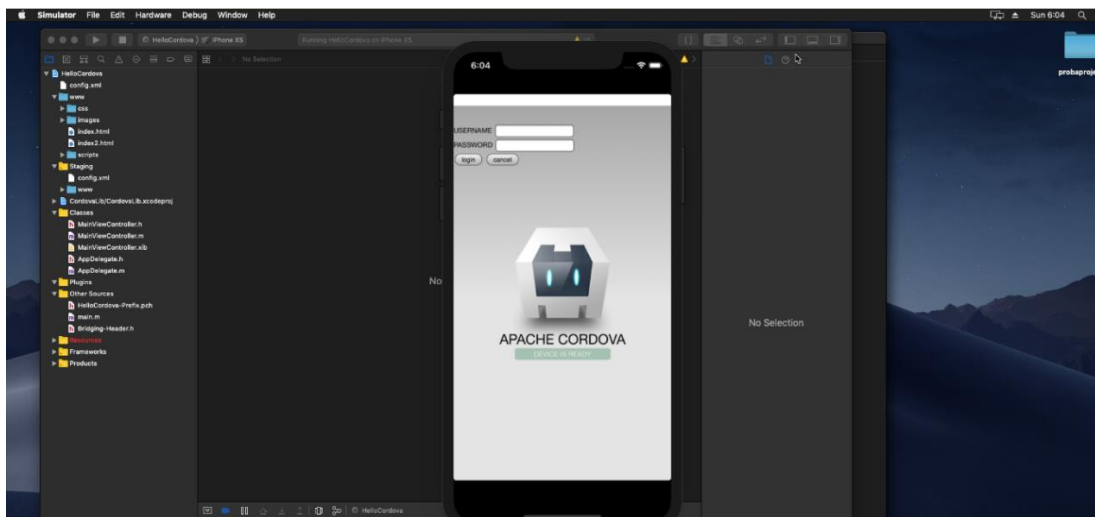 Simulator File Edit Hardware Debug Window Help
Sun 6:04
HelloCordova iPhone XS
Running HelloCordova on iPhone XS
No Selection
HelloCordova
config.xml
www
css
images
index.html
index2.html
scripts
Staging
config.xml
www
CordovaLib/CordovaLib.xcodeproj
Classes
MainViewController.h
MainViewController.m
MainViewController.xib
AppDelegate.h
AppDelegate.m
Plugins
Other Sources
HelloCordova-Prefix.pch
main.m
Bridging-Header.h
Resources
Frameworks
Products
No
6:04
USERNAME
PASSWORD
login cancel
APACHE CORDOVA
DEVICE IS READY
No Selection
probaproje
HelloCordova